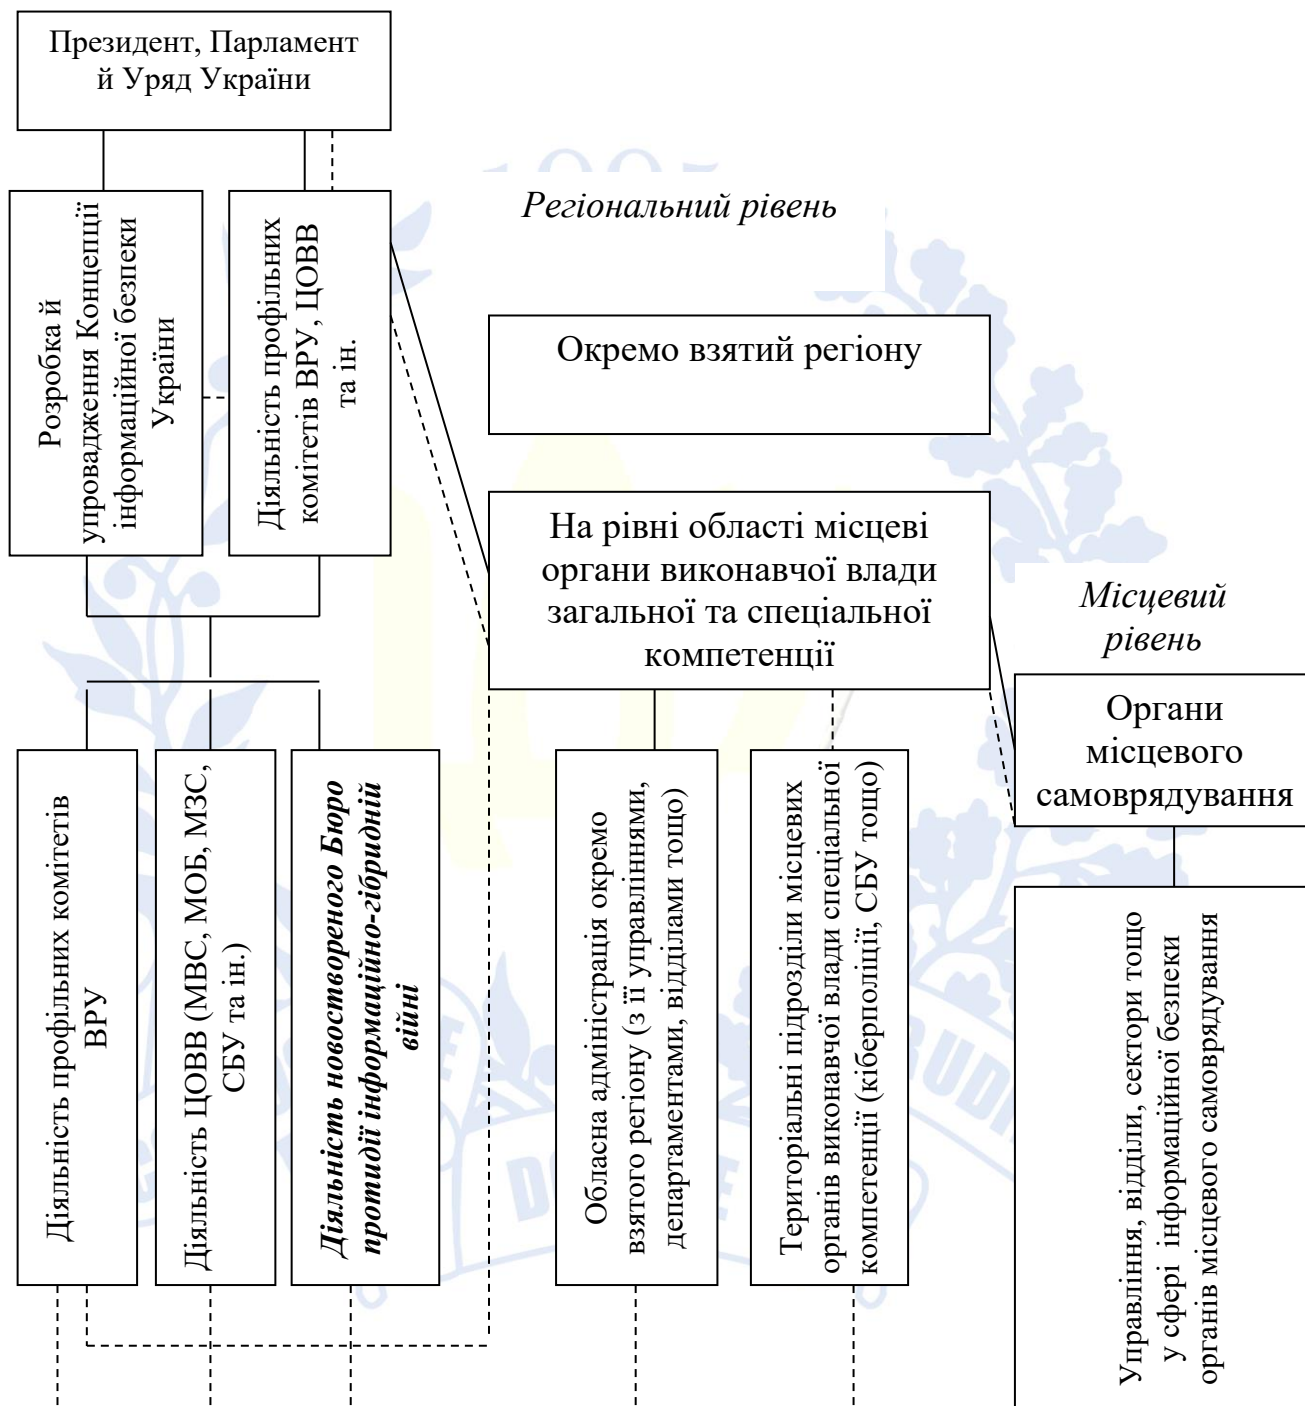 Президент, Парламент
й Уряд України
Розробка й
упровадження Концепції
інформаційної безпеки
України
Діяльність профільних
комітетів ВРУ, ЦОВВ
та ін.
Регіональний рівень
Окремо взятий регіону
На рівні області місцеві
органи виконавчої влади
загальної та спеціальної
компетенції
Місцевий
рівень
Органи
місцевого
самоврядування
Діяльність профільних комітетів
ВРУ
Діяльність ЦОВВ (МВС, МОБ, МЗС,
СБУ та ін.)
Діяльність новоствореного Бюро
протидії інформаційно-гібридній
війні
Обласна адміністрація окремо
взятого регіону (з її управліннями,
департаментами, відділами тощо)
Територіальні підрозділи місцевих
органів виконавчої влади спеціальної
компетенції (кіберполіції, СБУ тощо)
Управління, відділи, сектори тощо
у сфері інформаційної безпеки
органів місцевого самоврядування